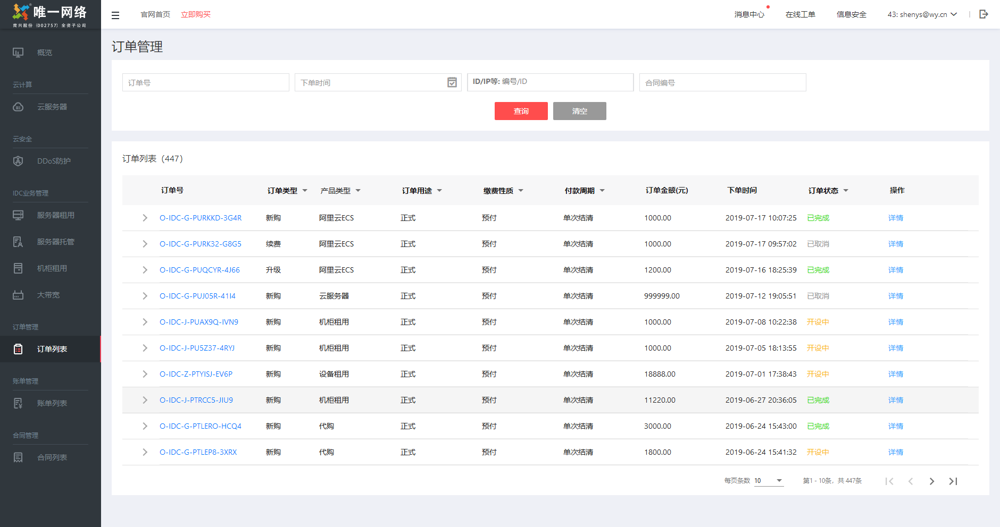 唯一网络
南兴股份 (002757) 全资子公司
官网首页 立即购买 消息中心 在线工单 信息安全 43: shenys@wy.cn
概览
云计算
云服务器
云安全
DDoS防护
IDC业务管理
服务器租用
服务器托管
机柜租用
大带宽
订单管理
订单列表
账单管理
账单列表
合同管理
合同列表
订单管理
订单号 下单时间 ID/IP等: 编号/ID 合同编号
查询 清空
订单列表（447）
订单号 订单类型 产品类型 订单用途 缴费性质 付款周期 订单金额(元) 下单时间 订单状态 操作
O-IDC-G-PURKKD-3G4R 新购 阿里云ECS 正式 预付 单次结清 1000.00 2019-07-17 10:07:25 已完成 详情
O-IDC-G-PURK32-G8G5 续费 阿里云ECS 正式 预付 单次结清 1000.00 2019-07-17 09:57:02 已取消 详情
O-IDC-G-PUQCYR-4J66 升级 阿里云ECS 正式 预付 单次结清 1200.00 2019-07-16 18:25:39 已完成 详情
O-IDC-G-PUJ05R-41I4 新购 云服务器 正式 预付 单次结清 999999.00 2019-07-12 19:05:51 已取消 详情
O-IDC-J-PUAX9Q-IVN9 新购 机柜租用 正式 预付 单次结清 1000.00 2019-07-08 10:22:38 开设中 详情
O-IDC-J-PU5Z37-4RYJ 新购 机柜租用 正式 预付 单次结清 1000.00 2019-07-05 18:13:55 开设中 详情
O-IDC-Z-PTYISJ-EV6P 新购 设备租用 正式 预付 单次结清 18888.00 2019-07-01 17:38:43 开设中 详情
O-IDC-J-PTRCC5-JIU9 新购 机柜租用 正式 预付 单次结清 11220.00 2019-06-27 20:36:05 已完成 详情
O-IDC-G-PTLERO-HCQ4 新购 代购 正式 预付 单次结清 3000.00 2019-06-24 15:43:00 已完成 详情
O-IDC-G-PTLEP8-3XRX 新购 代购 正式 预付 单次结清 1800.00 2019-06-24 15:41:32 开设中 详情
每页条数 10 第1 - 10条，共 447条